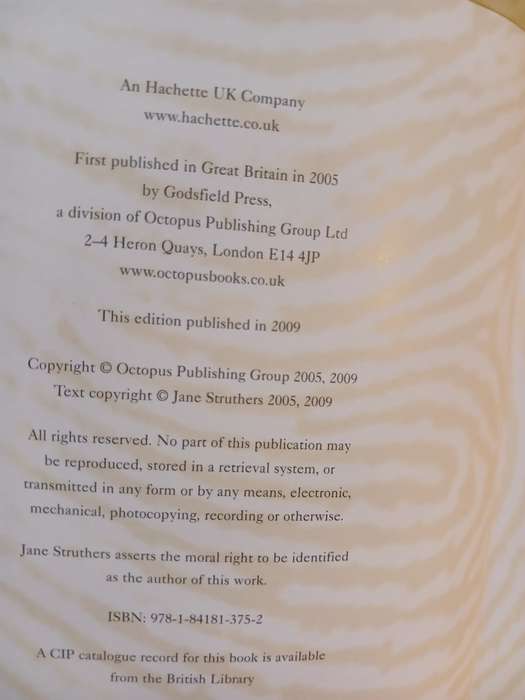 An Hachette UK Company
www.hachette.co.uk
First published in Great Britain in 2005
by Godsfield Press,
a division of Octopus Publishing Group Ltd
2–4 Heron Quays, London E14 4JP
www.octopusbooks.co.uk
This edition published in 2009
Copyright © Octopus Publishing Group 2005, 2009
Text copyright © Jane Struthers 2005, 2009
All rights reserved. No part of this publication may
be reproduced, stored in a retrieval system, or
transmitted in any form or by any means, electronic,
mechanical, photocopying, recording or otherwise.
Jane Struthers asserts the moral right to be identified
as the author of this work.
ISBN: 978-1-84181-375-2
A CIP catalogue record for this book is available
from the British Library